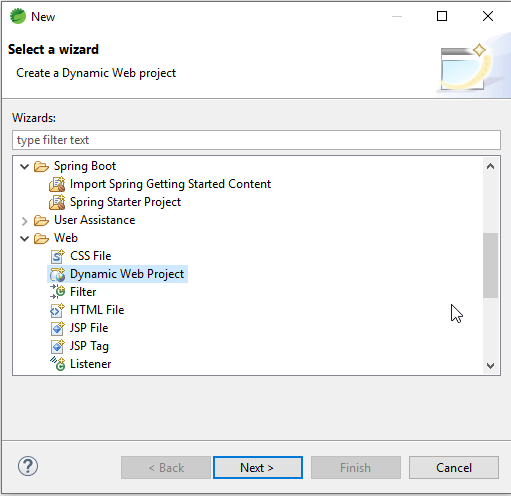 New
Select a wizard
Create a Dynamic Web project
Wizards:
type filter text
Spring Boot
Import Spring Getting Started Content
Spring Starter Project
User Assistance
Web
CSS File
Dynamic Web Project
Filter
HTML File
JSP File
JSP Tag
Listener
? < Back Next > Finish Cancel